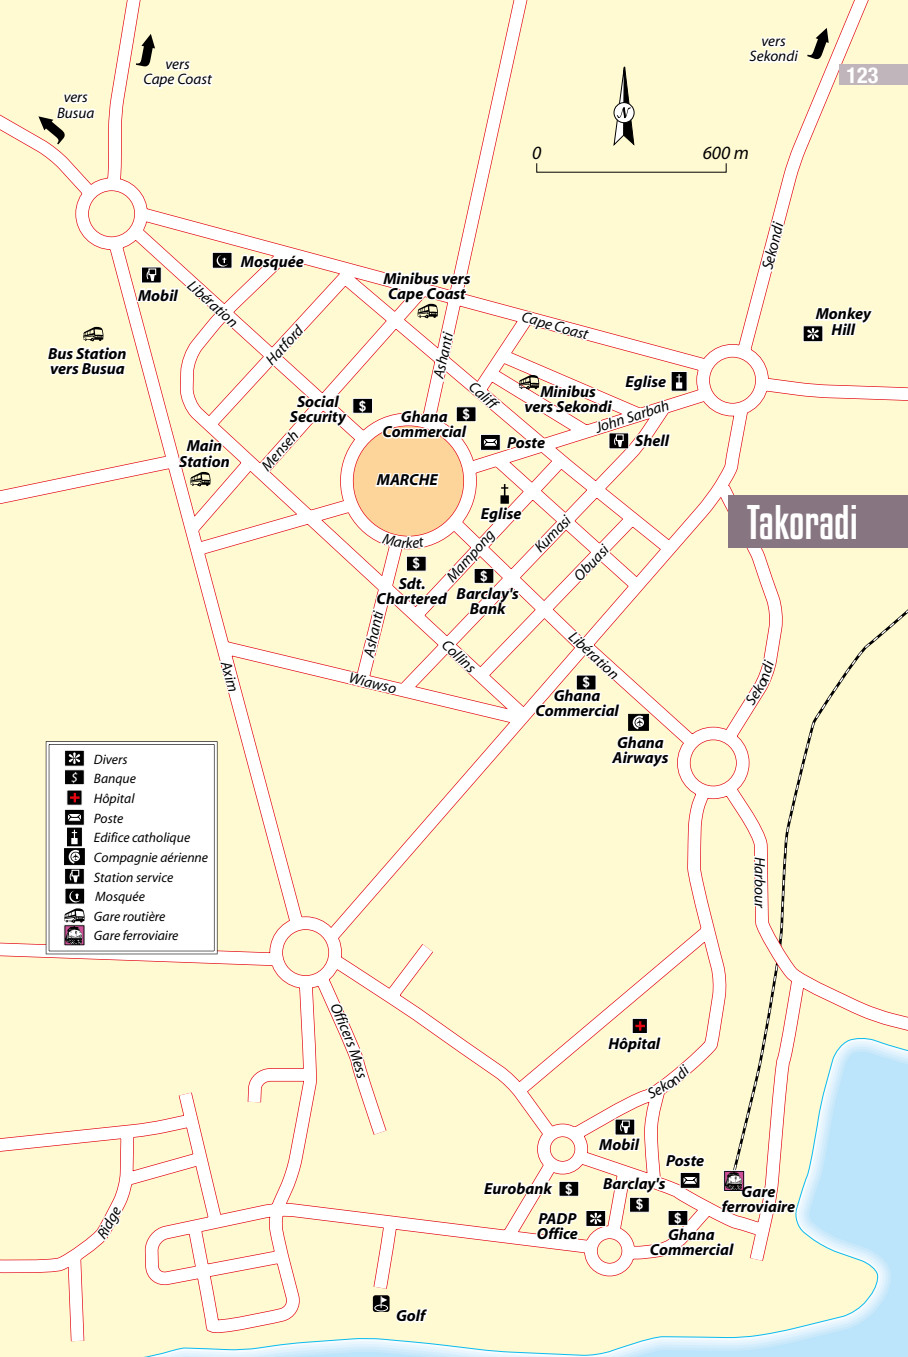 vers
Cape Coast
vers
Busua
vers
Sekondi
123
N
0
600 m
Sekondi
Mosquée
Mobil
Libération
Minibus vers
Cape Coast
Cape Coast
Monkey
Hill
Bus Station
vers Busua
Hatford
Ashanti
Eglise
Califf
Minibus
vers Sekondi
Social
Security
Ghana
Commercial
John Sarbah
Poste
Shell
Main
Station
Menseh
MARCHE
Eglise
Takoradi
Market
Mampong
Kumasi
Obuasi
Sdt.
Chartered
Barclay's
Bank
Ashanti
Collins
Libération
Axim
Wiawso
Sekondi
Ghana
Commercial
Ghana
Airways
Divers
Banque
Hôpital
Poste
Edifice catholique
Compagnie aérienne
Station service
Mosquée
Gare routière
Gare ferroviaire
Harbour
Officers Mess
Hôpital
Sekondi
Mobil
Poste
Eurobank
Barclay's
Gare
ferroviaire
PADP
Office
Ghana
Commercial
Ridge
Golf